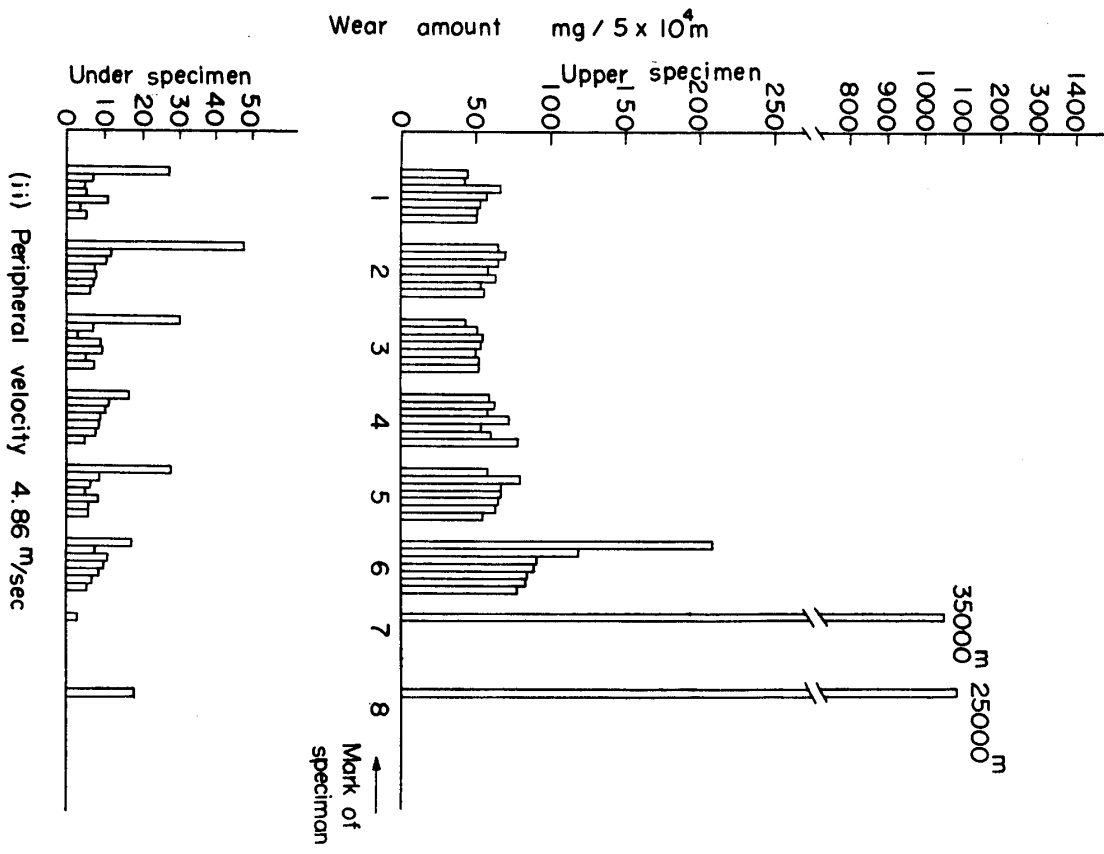 Wear amount mg / 5 x 10⁴m
Under specimen
Upper specimen
0 10 20 30 40 50
0 50 100 150 200 250 800 900 1000 1100 1200 1300 1400
1
2
3
4
5
6
7
8
35000ᵐ
25000ᵐ
Mark of
speciman
(ii) Peripheral velocity 4.86 ᵐ/sec